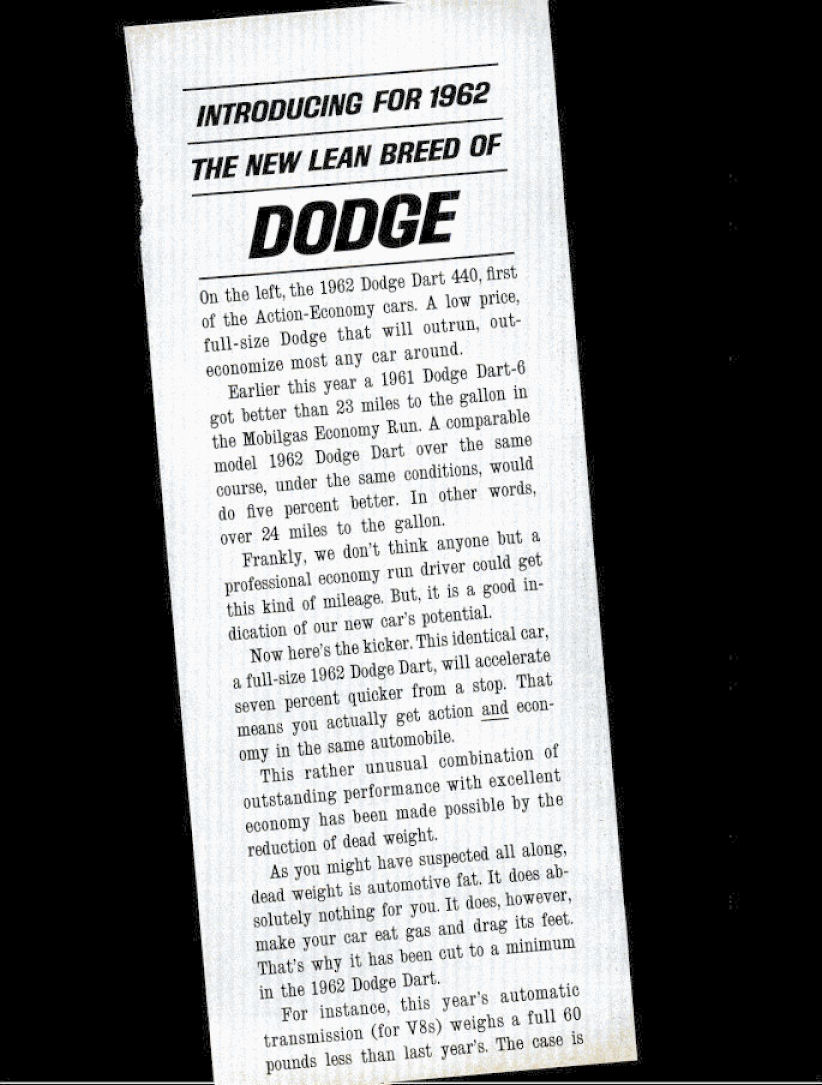 INTRODUCING FOR 1962
THE NEW LEAN BREED OF
DODGE
On the left, the 1962 Dodge Dart 440, first
of the Action-Economy cars. A low price,
full-size Dodge that will outrun, out-
economize most any car around.
Earlier this year a 1961 Dodge Dart-6
got better than 23 miles to the gallon in
the Mobilgas Economy Run. A comparable
model 1962 Dodge Dart over the same
course, under the same conditions, would
do five percent better. In other words,
over 24 miles to the gallon.
Frankly, we don't think anyone but a
professional economy run driver could get
this kind of mileage. But, it is a good in-
dication of our new car's potential.
Now here's the kicker. This identical car,
a full-size 1962 Dodge Dart, will accelerate
seven percent quicker from a stop. That
means you actually get action and econ-
omy in the same automobile.
This rather unusual combination of
outstanding performance with excellent
economy has been made possible by the
reduction of dead weight.
As you might have suspected all along,
dead weight is automotive fat. It does ab-
solutely nothing for you. It does, however,
make your car eat gas and drag its feet.
That's why it has been cut to a minimum
in the 1962 Dodge Dart.
For instance, this year's automatic
transmission (for V8s) weighs a full 60
pounds less than last year's. The case is